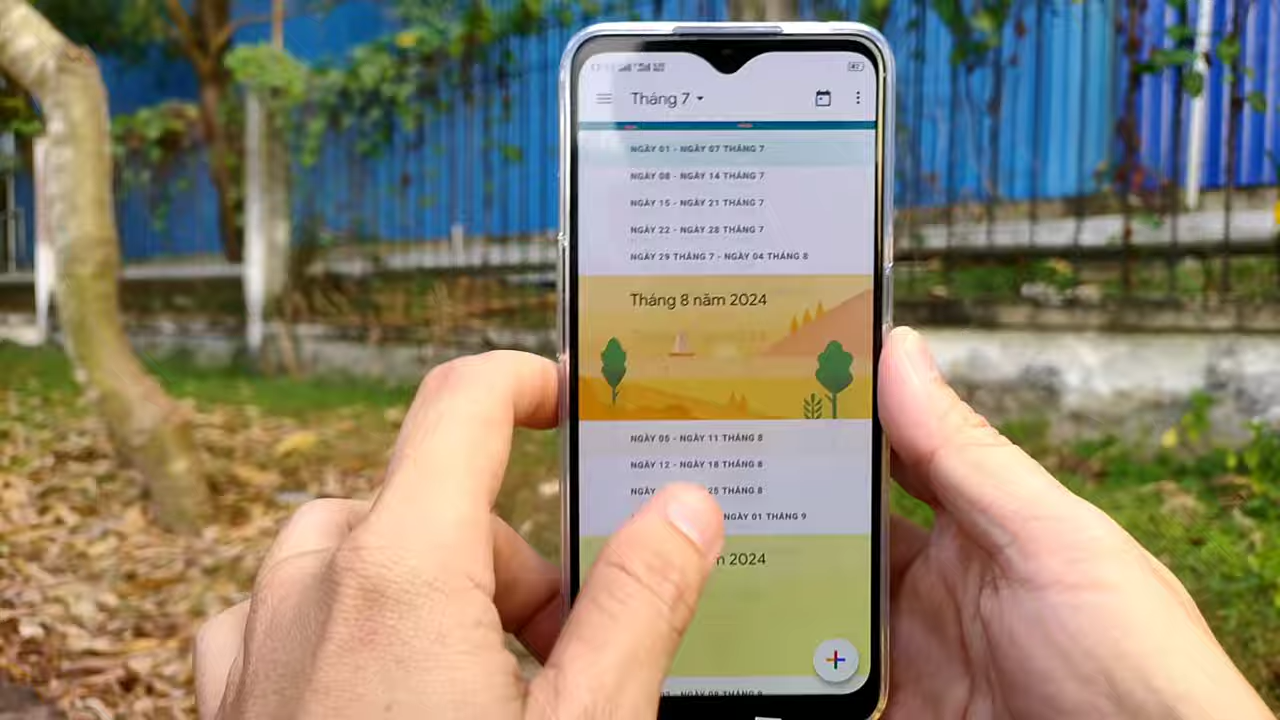 Tháng 7
NGÀY 01 - NGÀY 07 THÁNG 7
NGÀY 08 - NGÀY 14 THÁNG 7
NGÀY 15 - NGÀY 21 THÁNG 7
NGÀY 22 - NGÀY 28 THÁNG 7
NGÀY 29 THÁNG 7 - NGÀY 04 THÁNG 8
Tháng 8 năm 2024
NGÀY 05 - NGÀY 11 THÁNG 8
NGÀY 12 - NGÀY 18 THÁNG 8
NGÀY 25 THÁNG 8
NGÀY 01 THÁNG 9
2024